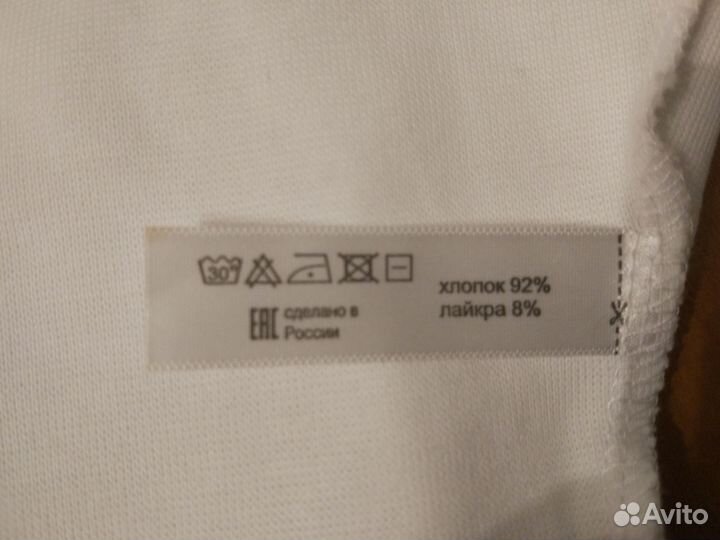 30°
хлопок 92%
лайкра 8%
EAC сделано в
России
Avito